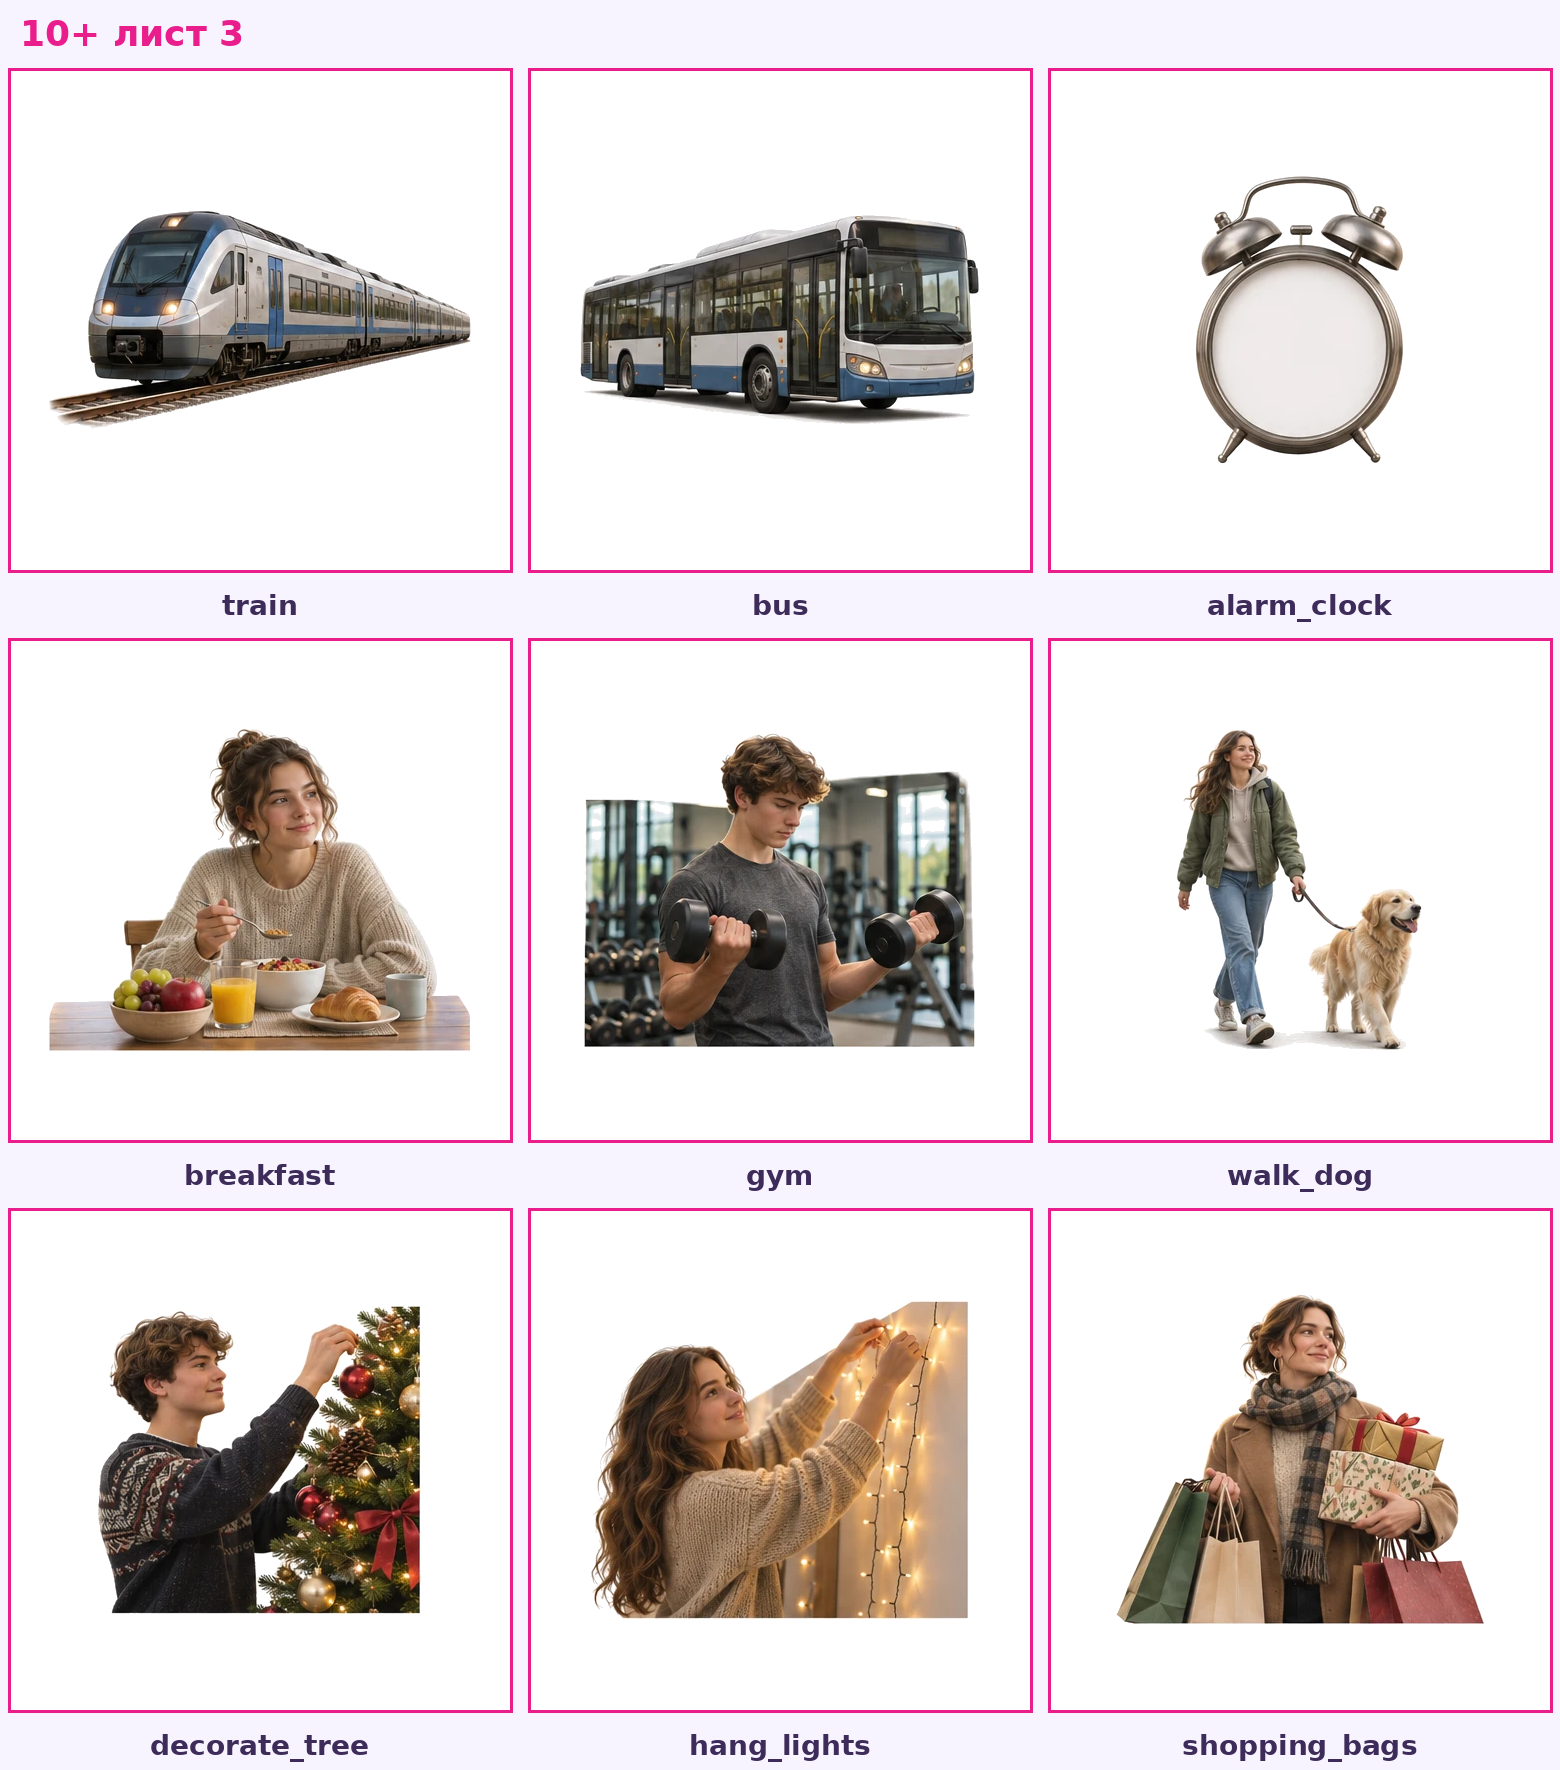 10+ лист 3
train
bus
alarm_clock
breakfast
gym
walk_dog
decorate_tree
hang_lights
shopping_bags